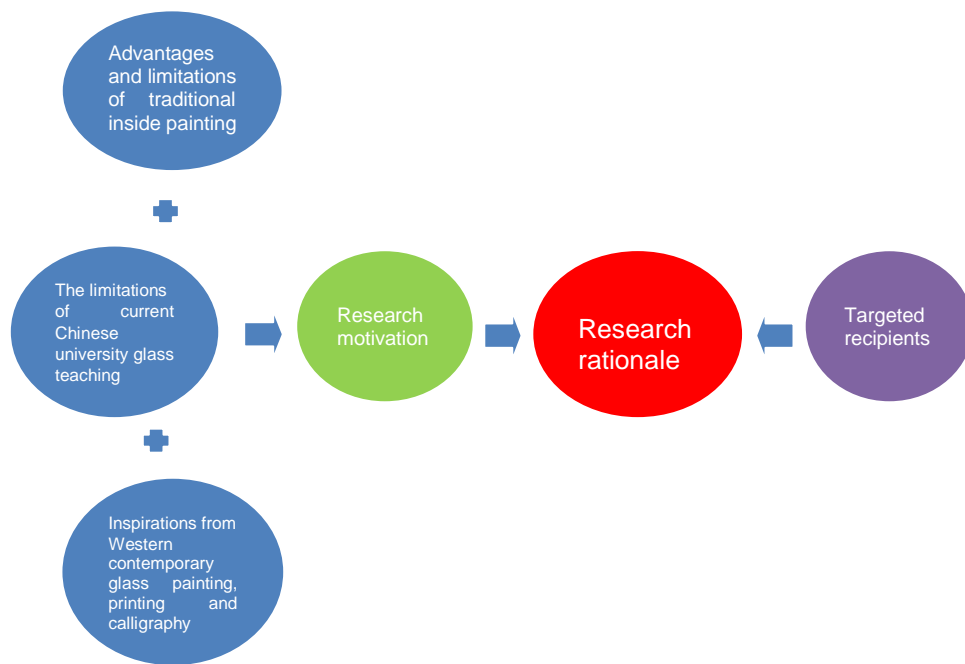 Advantages
and limitations
of traditional
inside painting
The limitations
of current
Chinese
university glass
teaching
Research
motivation
Research
rationale
Targeted
recipients
Inspirations from
Western
contemporary
glass painting,
printing and
calligraphy